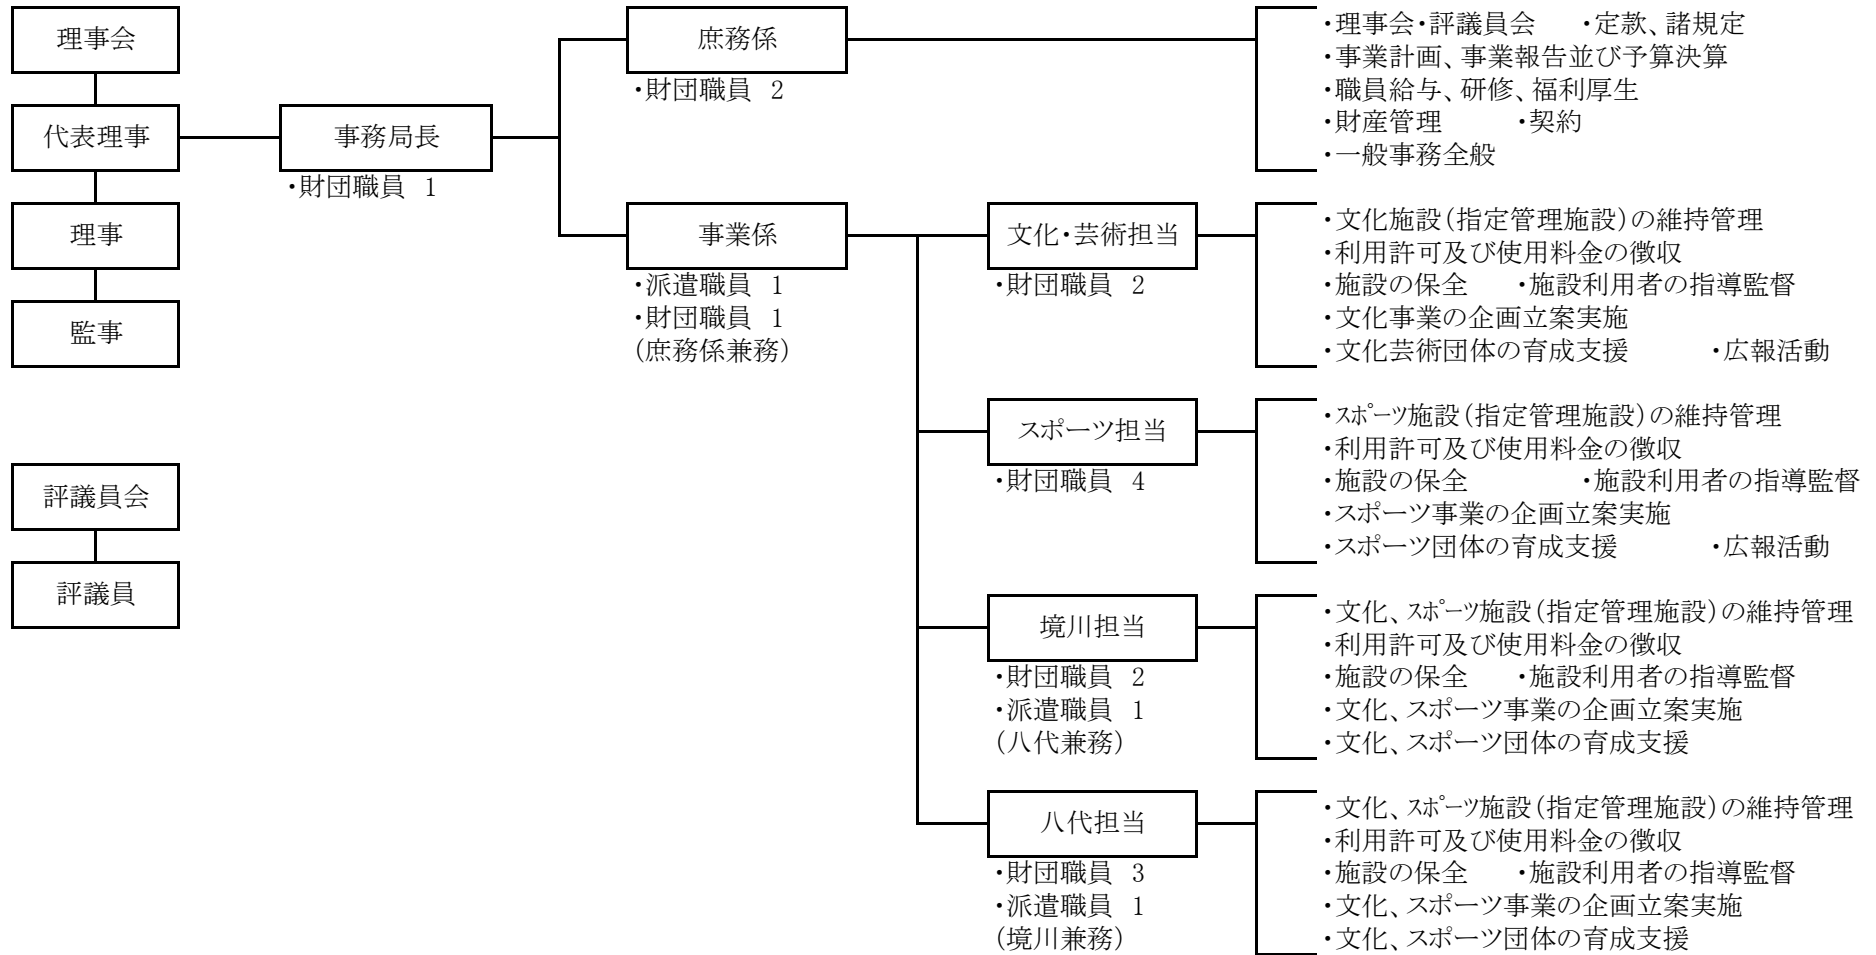 理事会
代表理事
理事
監事
評議員会
評議員
事務局長
・財団職員 1
庶務係
・財団職員 2
・理事会・評議員会 ・定款、諸規定
・事業計画、事業報告並び予算決算
・職員給与、研修、福利厚生
・財産管理 ・契約
・一般事務全般
事業係
・派遣職員 1
・財団職員 1
(庶務係兼務)
文化・芸術担当
・財団職員 2
・文化施設(指定管理施設)の維持管理
・利用許可及び使用料金の徴収
・施設の保全 ・施設利用者の指導監督
・文化事業の企画立案実施
・文化芸術団体の育成支援 ・広報活動
スポーツ担当
・財団職員 4
・スポーツ施設(指定管理施設)の維持管理
・利用許可及び使用料金の徴収
・施設の保全 ・施設利用者の指導監督
・スポーツ事業の企画立案実施
・スポーツ団体の育成支援 ・広報活動
境川担当
・財団職員 2
・派遣職員 1
(八代兼務)
・文化、スポーツ施設(指定管理施設)の維持管理
・利用許可及び使用料金の徴収
・施設の保全 ・施設利用者の指導監督
・文化、スポーツ事業の企画立案実施
・文化、スポーツ団体の育成支援
八代担当
・財団職員 3
・派遣職員 1
(境川兼務)
・文化、スポーツ施設(指定管理施設)の維持管理
・利用許可及び使用料金の徴収
・施設の保全 ・施設利用者の指導監督
・文化、スポーツ事業の企画立案実施
・文化、スポーツ団体の育成支援